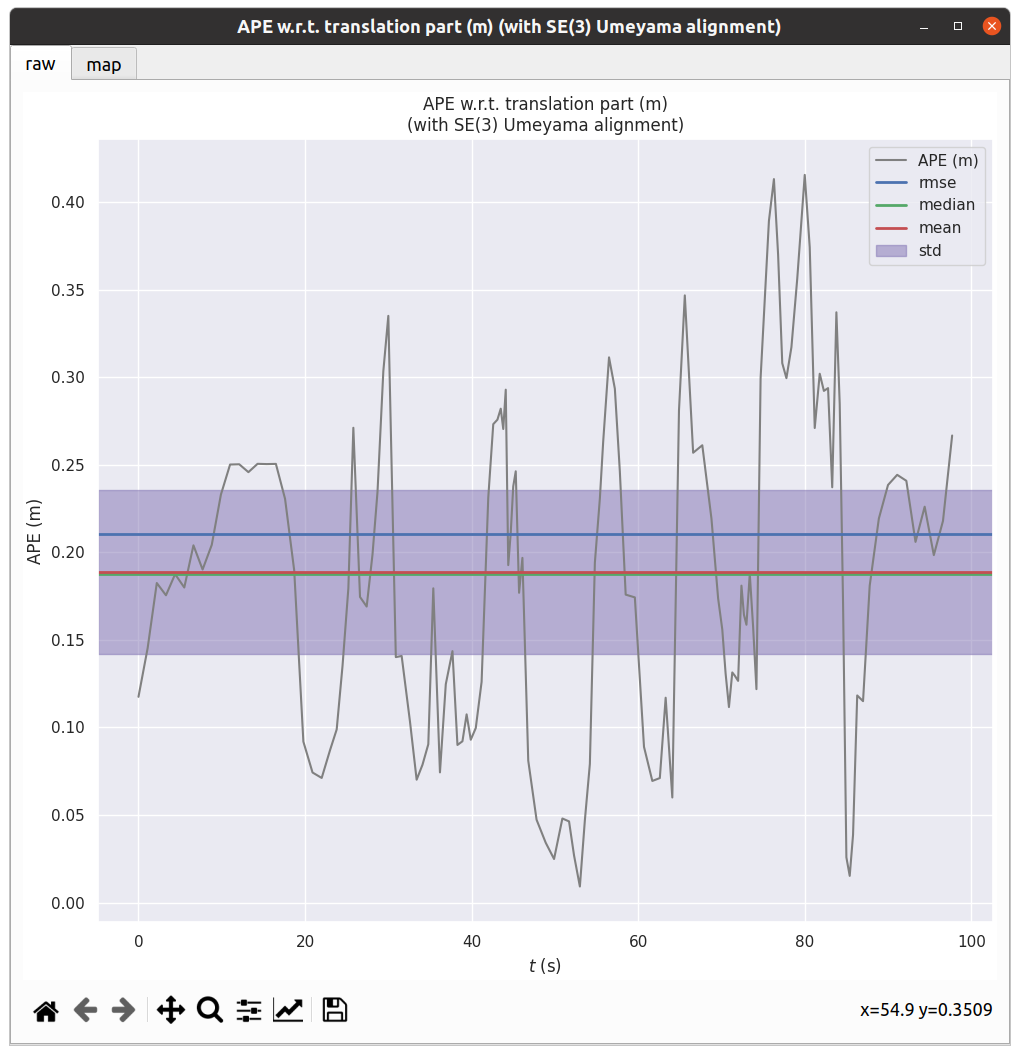 APE w.r.t. translation part (m) (with SE(3) Umeyama alignment)
raw
map
APE w.r.t. translation part (m)
(with SE(3) Umeyama alignment)
APE (m)
rmse
median
mean
std
0.40
0.35
0.30
0.25
0.20
0.15
0.10
0.05
0.00
APE (m)
0 20 40 60 80 100
t (s)
x=54.9 y=0.3509